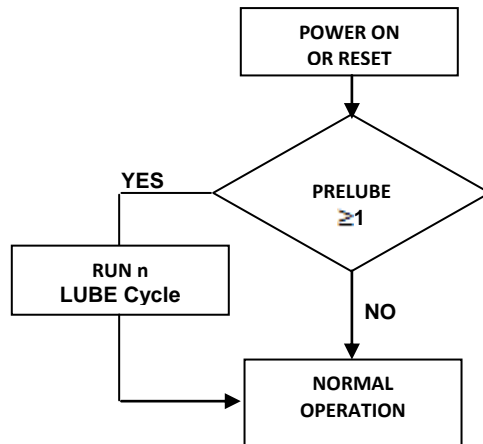 POWER ON
OR RESET
YES
PRELUBE
≥1
RUN n
LUBE Cycle
NO
NORMAL
OPERATION